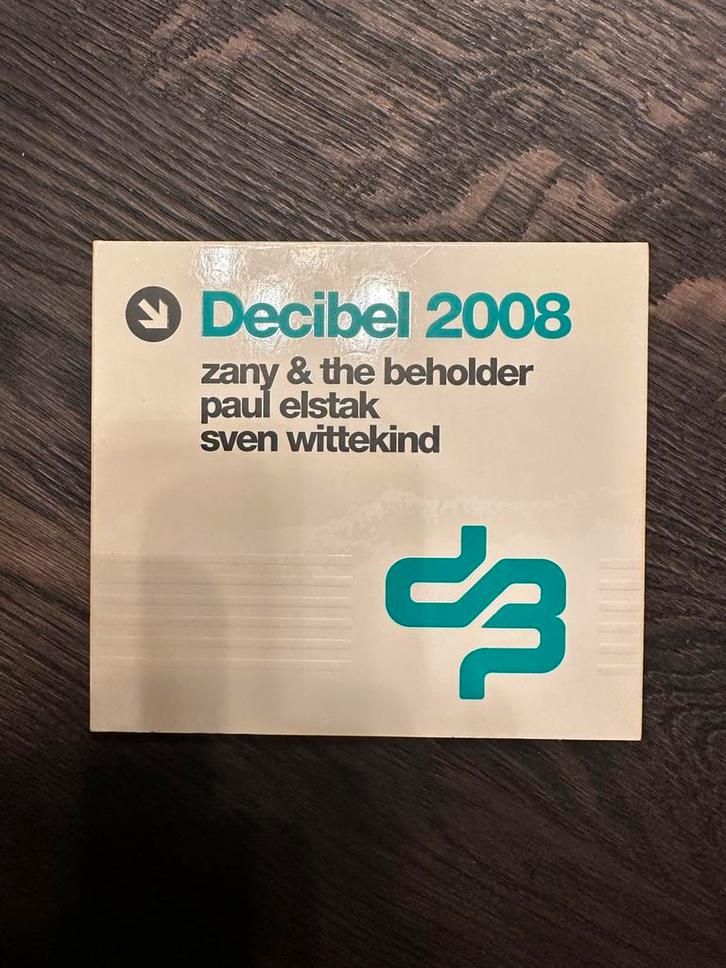 Decibel 2008
zany & the beholder
paul elstak
sven wittekind